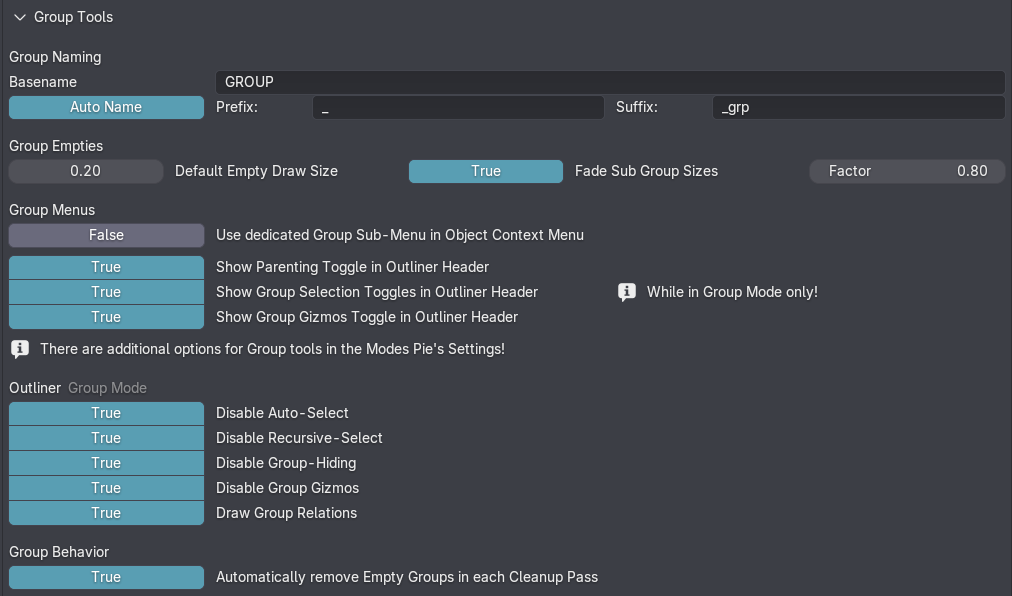 Group Tools
Group Naming
Basename GROUP
Auto Name Prefix: _ Suffix: _grp
Group Empties
0.20 Default Empty Draw Size True Fade Sub Group Sizes Factor 0.80
Group Menus
False Use dedicated Group Sub-Menu in Object Context Menu
True Show Parenting Toggle in Outliner Header
True Show Group Selection Toggles in Outliner Header While in Group Mode only!
True Show Group Gizmos Toggle in Outliner Header
There are additional options for Group tools in the Modes Pie's Settings!
Outliner Group Mode
True Disable Auto-Select
True Disable Recursive-Select
True Disable Group-Hiding
True Disable Group Gizmos
True Draw Group Relations
Group Behavior
True Automatically remove Empty Groups in each Cleanup Pass